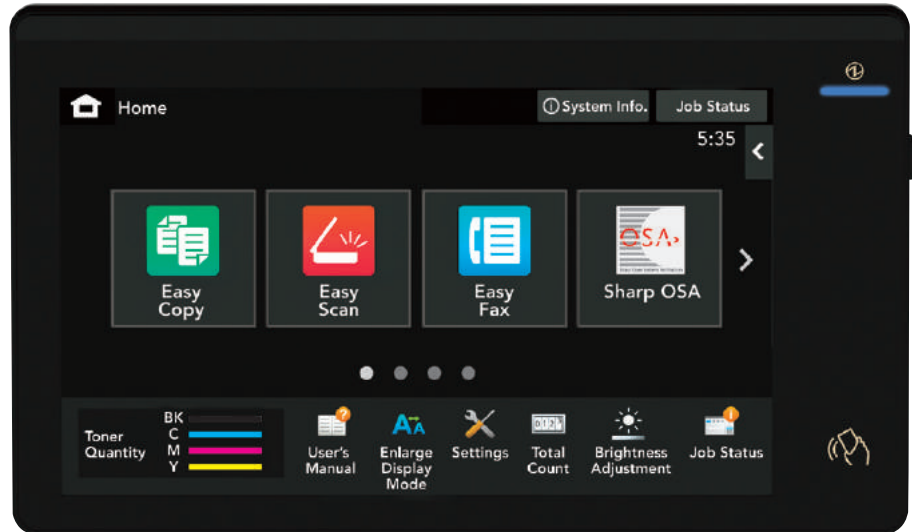 Home
System Info.
Job Status
5:35
OSA
Easy
Copy
Easy
Scan
Easy
Fax
Sharp OSA
Toner
Quantity
BK
C
M
Y
User's
Manual
Enlarge
Display
Mode
Settings
Total
Count
Brightness
Adjustment
Job Status